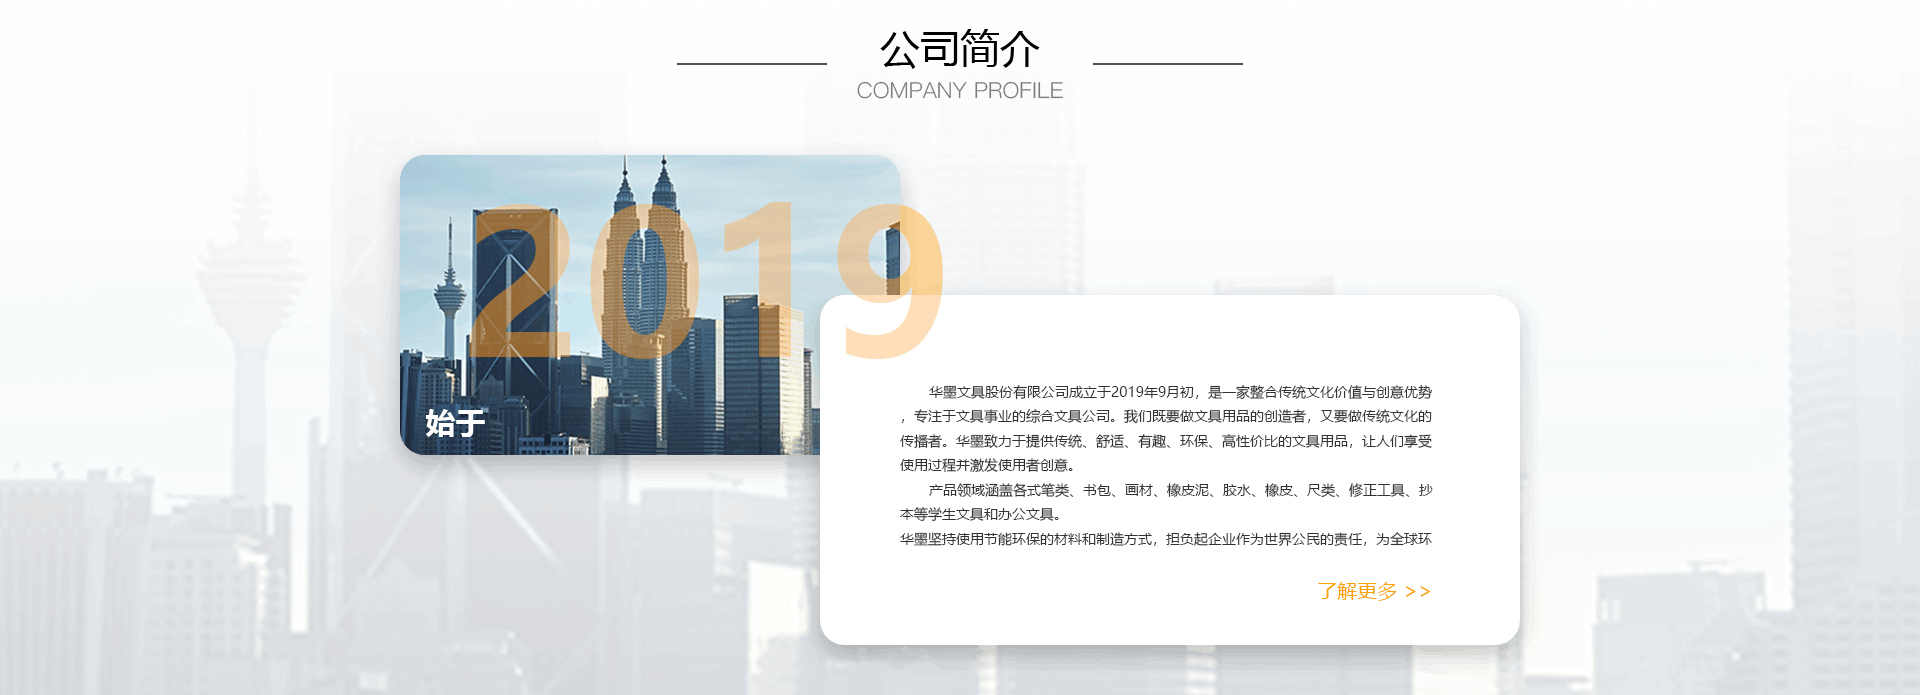 公司简介
COMPANY PROFILE
2019
始于
华墨文具股份有限公司成立于2019年9月初，是一家整合传统文化价值与创意优势
，专注于文具事业的综合文具公司。我们既要做文具用品的创造者，又要做传统文化的
传播者。华墨致力于提供传统、舒适、有趣、环保、高性价比的文具用品，让人们享受
使用过程并激发使用者创意。
产品领域涵盖各式笔类、书包、画材、橡皮泥、胶水、橡皮、尺类、修正工具、抄
本等学生文具和办公文具。
华墨坚持使用节能环保的材料和制造方式，担负起企业作为世界公民的责任，为全球环
了解更多 >>